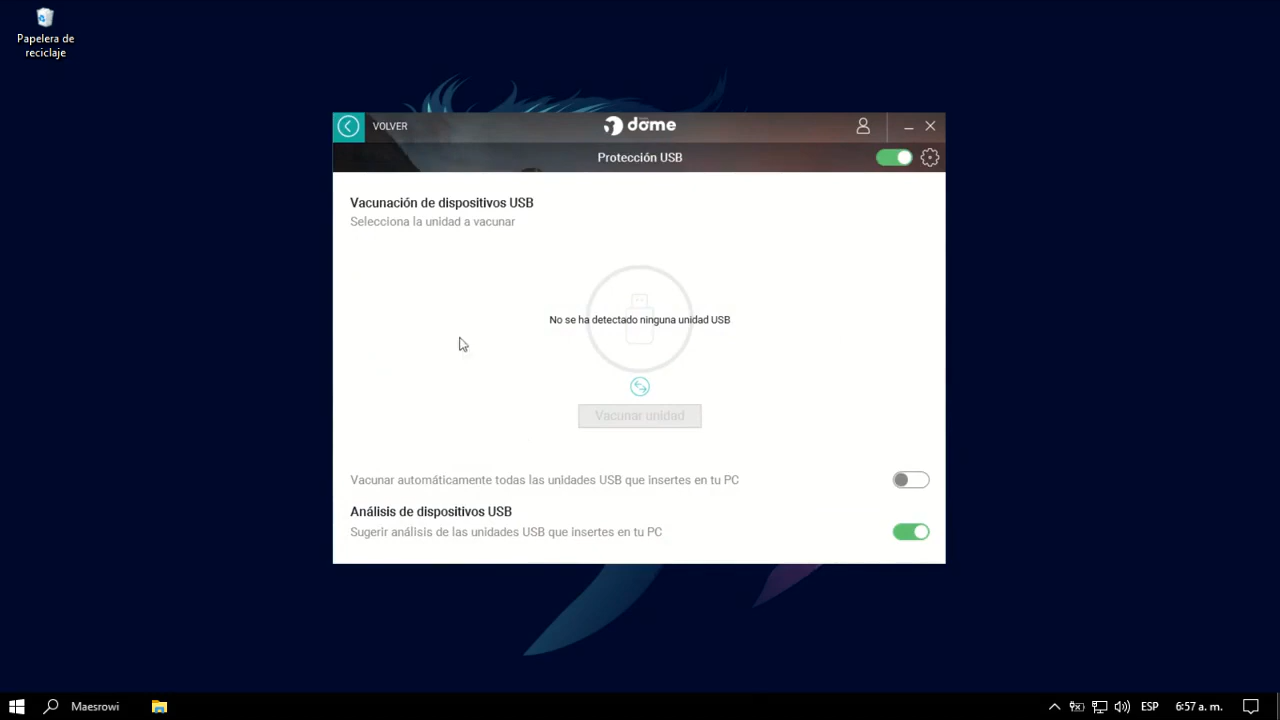 Papelera de
reciclaje
VOLVER
dome
Protección USB
Vacunación de dispositivos USB
Selecciona la unidad a vacunar
No se ha detectado ninguna unidad USB
Vacunar unidad
Vacunar automáticamente todas las unidades USB que insertes en tu PC
Análisis de dispositivos USB
Sugerir análisis de las unidades USB que insertes en tu PC
Maesrowi
ESP
6:57 a. m.